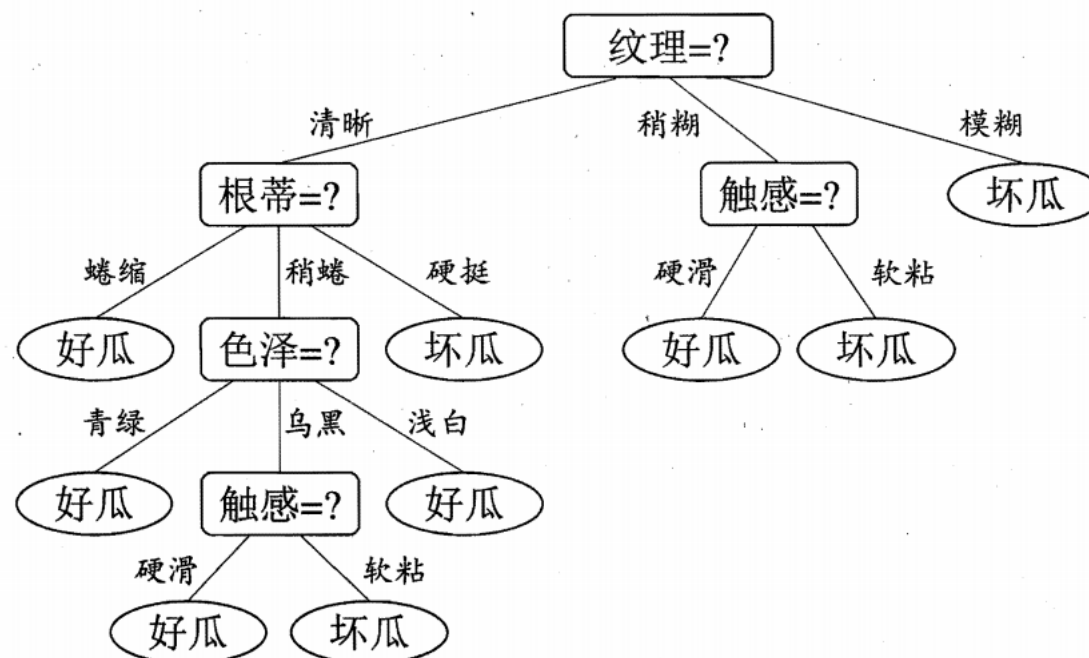 纹理=?
清晰 稍糊 模糊
根蒂=? 触感=? 坏瓜
蜷缩 稍蜷 硬挺 硬滑 软粘
好瓜 色泽=? 坏瓜 好瓜 坏瓜
青绿 乌黑 浅白
好瓜 触感=? 好瓜
硬滑 软粘
好瓜 坏瓜